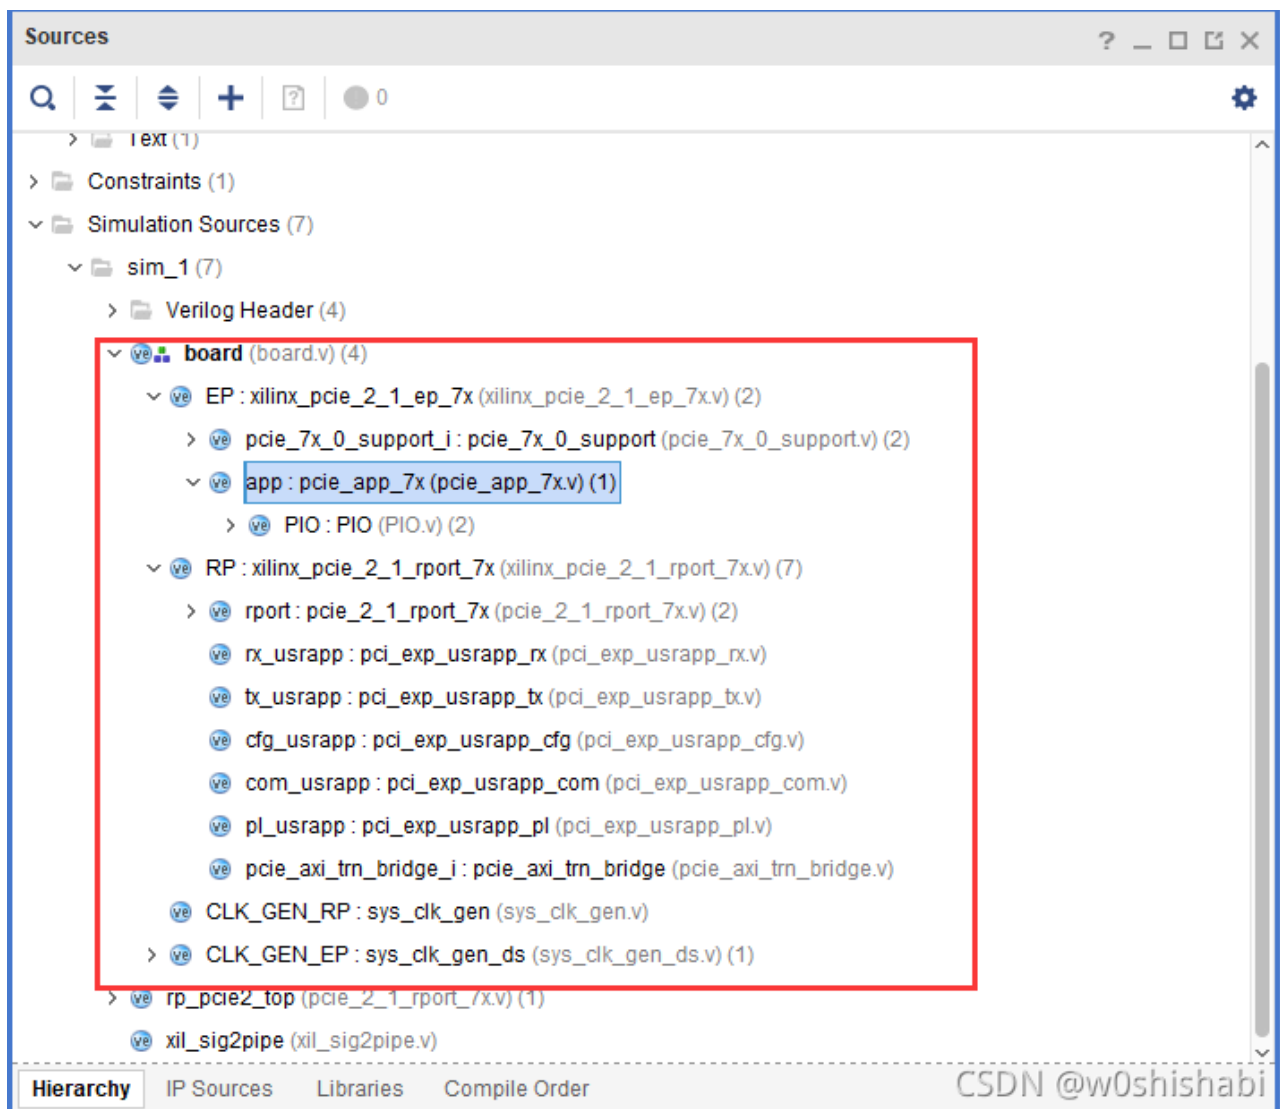 Sources
0
Text (1)
Constraints (1)
Simulation Sources (7)
sim_1 (7)
Verilog Header (4)
board (board.v) (4)
EP : xilinx_pcie_2_1_ep_7x (xilinx_pcie_2_1_ep_7x.v) (2)
pcie_7x_0_support_i : pcie_7x_0_support (pcie_7x_0_support.v) (2)
app : pcie_app_7x (pcie_app_7x.v) (1)
PIO : PIO (PIO.v) (2)
RP : xilinx_pcie_2_1_rport_7x (xilinx_pcie_2_1_rport_7x.v) (7)
rport : pcie_2_1_rport_7x (pcie_2_1_rport_7x.v) (2)
rx_usrapp : pci_exp_usrapp_rx (pci_exp_usrapp_rx.v)
tx_usrapp : pci_exp_usrapp_tx (pci_exp_usrapp_tx.v)
cfg_usrapp : pci_exp_usrapp_cfg (pci_exp_usrapp_cfg.v)
com_usrapp : pci_exp_usrapp_com (pci_exp_usrapp_com.v)
pl_usrapp : pci_exp_usrapp_pl (pci_exp_usrapp_pl.v)
pcie_axi_trn_bridge_i : pcie_axi_trn_bridge (pcie_axi_trn_bridge.v)
CLK_GEN_RP : sys_clk_gen (sys_clk_gen.v)
CLK_GEN_EP : sys_clk_gen_ds (sys_clk_gen_ds.v) (1)
rp_pcie2_top (pcie_2_1_rport_7x.v) (1)
xil_sig2pipe (xil_sig2pipe.v)
Hierarchy IP Sources Libraries Compile Order
CSDN @w0shishabi